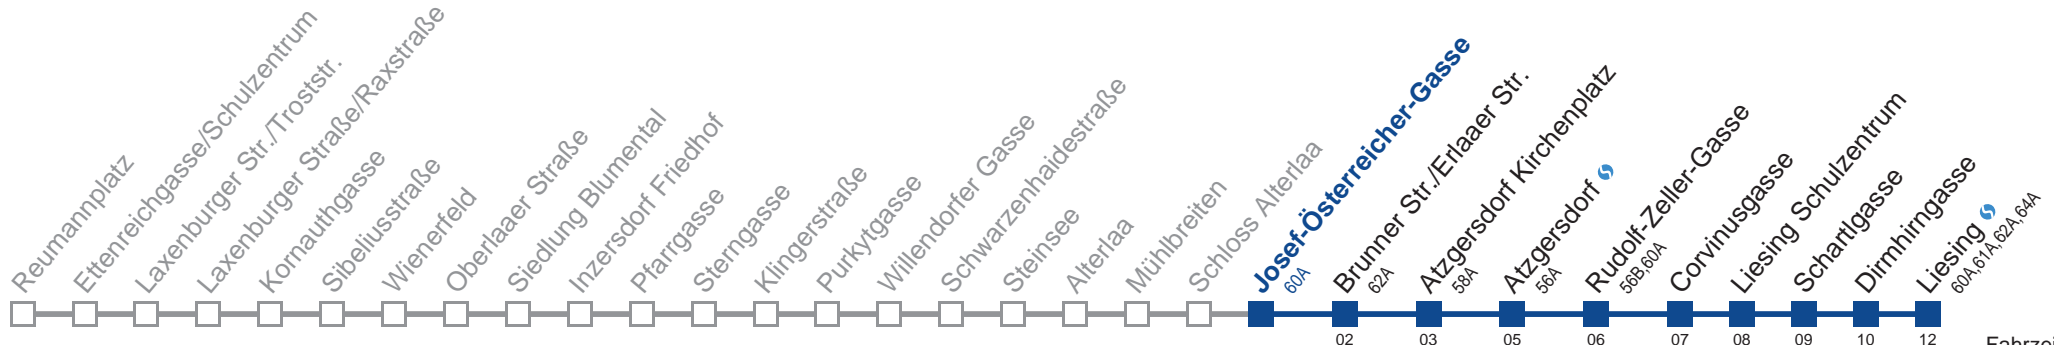 Reumannplatz
Ettenreichgasse/Schulzentrum
Laxenburger Str./Troststr.
Laxenburger Straße/Raxstraße
Kornauthgasse
Sibeliusstraße
Wienerfeld
Oberlaaer Straße
Siedlung Blumental
Inzersdorf Friedhof
Pfarrgasse
Sterngasse
Klingerstraße
Purkytgasse
Willendorfer Gasse
Schwarzenhaidestraße
Steinsee
Alterlaa
Mühlbreiten
Schloss Alterlaa
Josef-Österreicher-Gasse
60A
Brunner Str./Erlaaer Str.
62A
Atzgersdorf Kirchenplatz
58A
Atzgersdorf
56A
Rudolf-Zeller-Gasse
56B,60A
Corvinusgasse
Liesing Schulzentrum
Schartlgasse
Dirmhirngasse
Liesing
60A,61A,62A,64A
02 03 05 06 07 08 09 10 12
Fahrzei